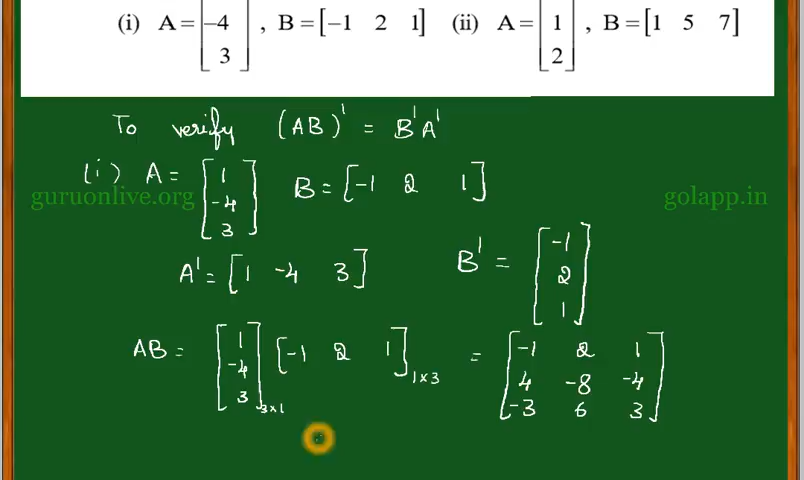 (i) A = [−4 3], B = [−1 2 1] (ii) A = [1 2], B = [1 5 7]
To verify (AB)' = B'A'
(i) A = [1 -4 3] B = [-1 2 1]
guruonlive.org golapp.in
A' = [1 -4 3] B' = [-1 2 1]
AB = [1 -4 3]3×1 [-1 2 1]1×3 = [-1 2 1
4 -8 -4
-3 6 3]